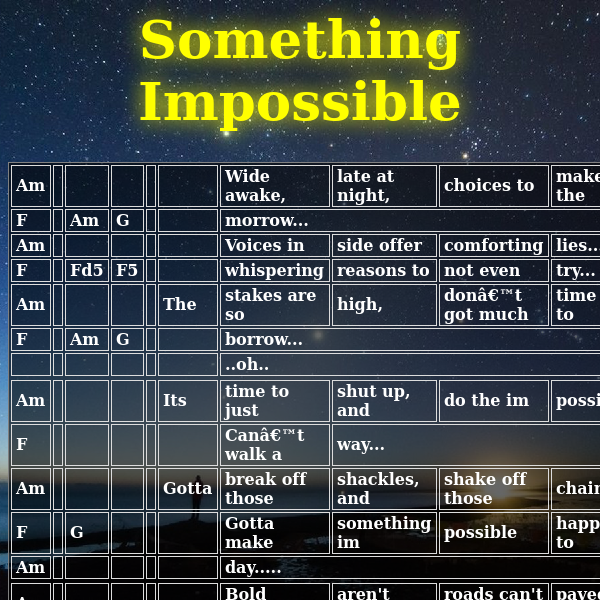 Something
Impossible
Am Wide awake, late at night, choices to make the
F Am G morrow...
Am Voices in side offer comforting lies...
F Fd5 F5 whispering reasons to not even try...
Am The stakes are so high, donâ€™t got much time to
F Am G borrow...
..oh..
Am Its time to just shut up, and do the im possi
F Canâ€™t walk a way...
Am Gotta break off those shackles, and shake off those chain
F G Gotta make something im possible happ to
Am day.....
Bold aren't roads can't paved